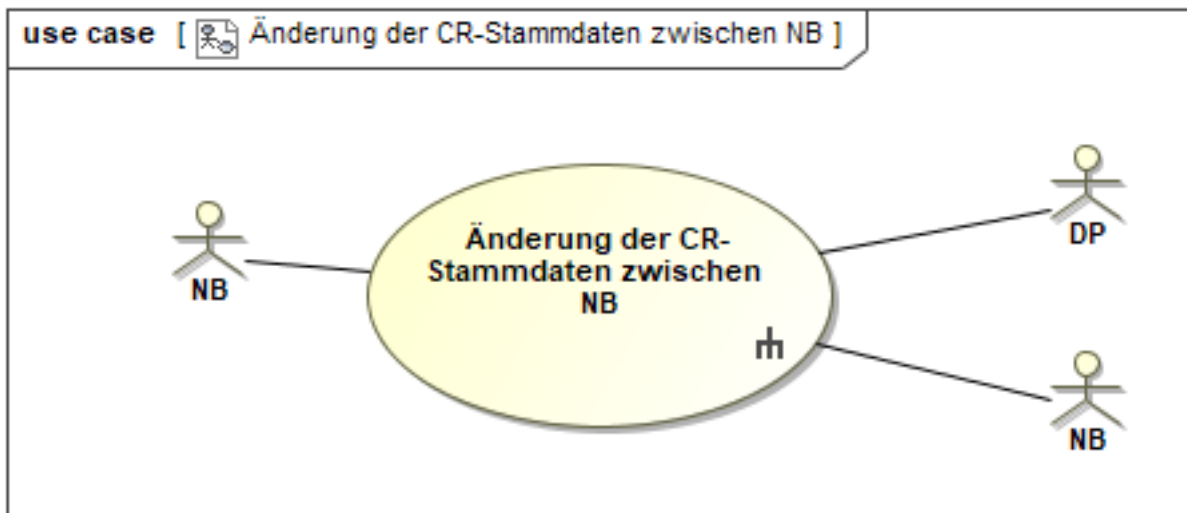 use case [ Änderung der CR-Stammdaten zwischen NB ]
NB
Änderung der CR-
Stammdaten zwischen
NB
DP
NB